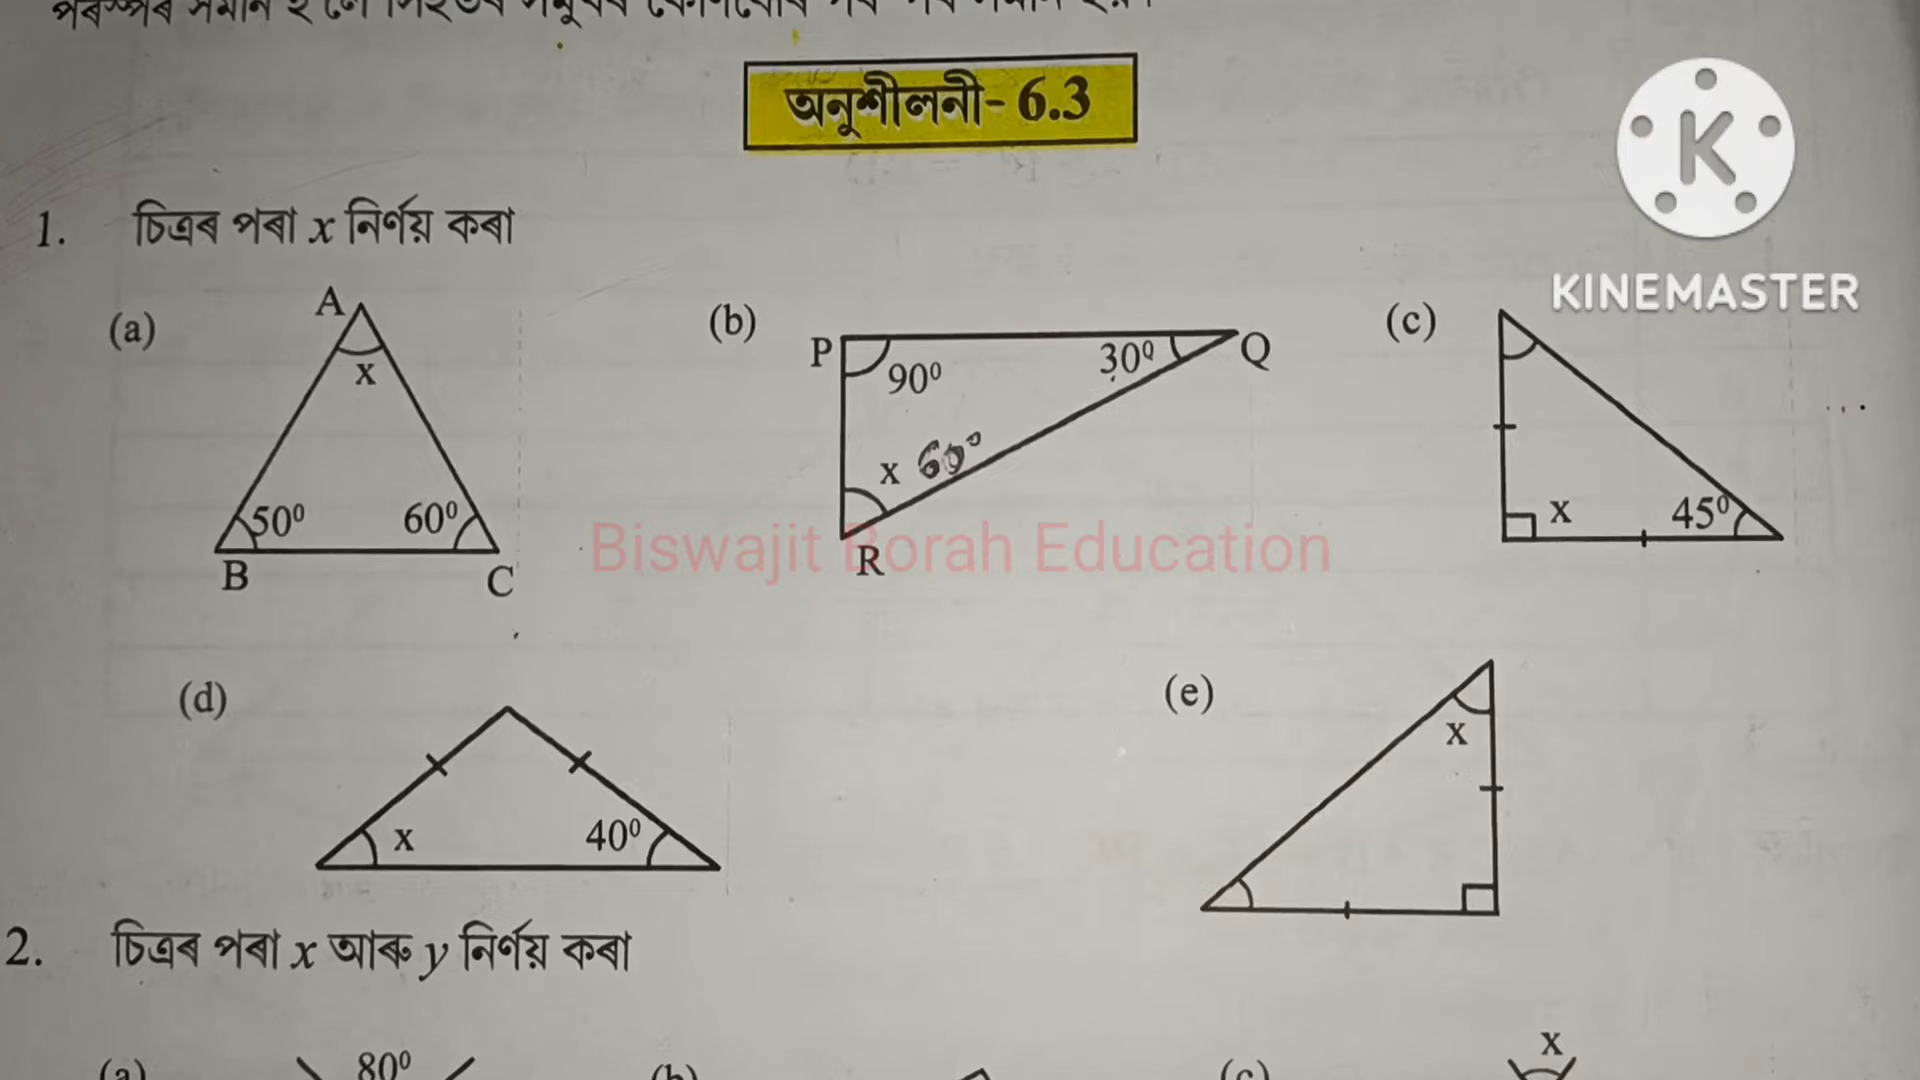 অনুশীলনী- 6.3
KINEMASTER
1. চিত্ৰৰ পৰা x নিৰ্ণয় কৰা
(a)
A
x
50⁰
60⁰
B
C
(b)
P
90⁰
30⁰
Q
x 60°
R
(c)
x
45⁰
Biswajit Borah Education
(d)
x
40⁰
(e)
x
2. চিত্ৰৰ পৰা x আৰু y নিৰ্ণয় কৰা
(a)
80⁰
(b)
(c)
x